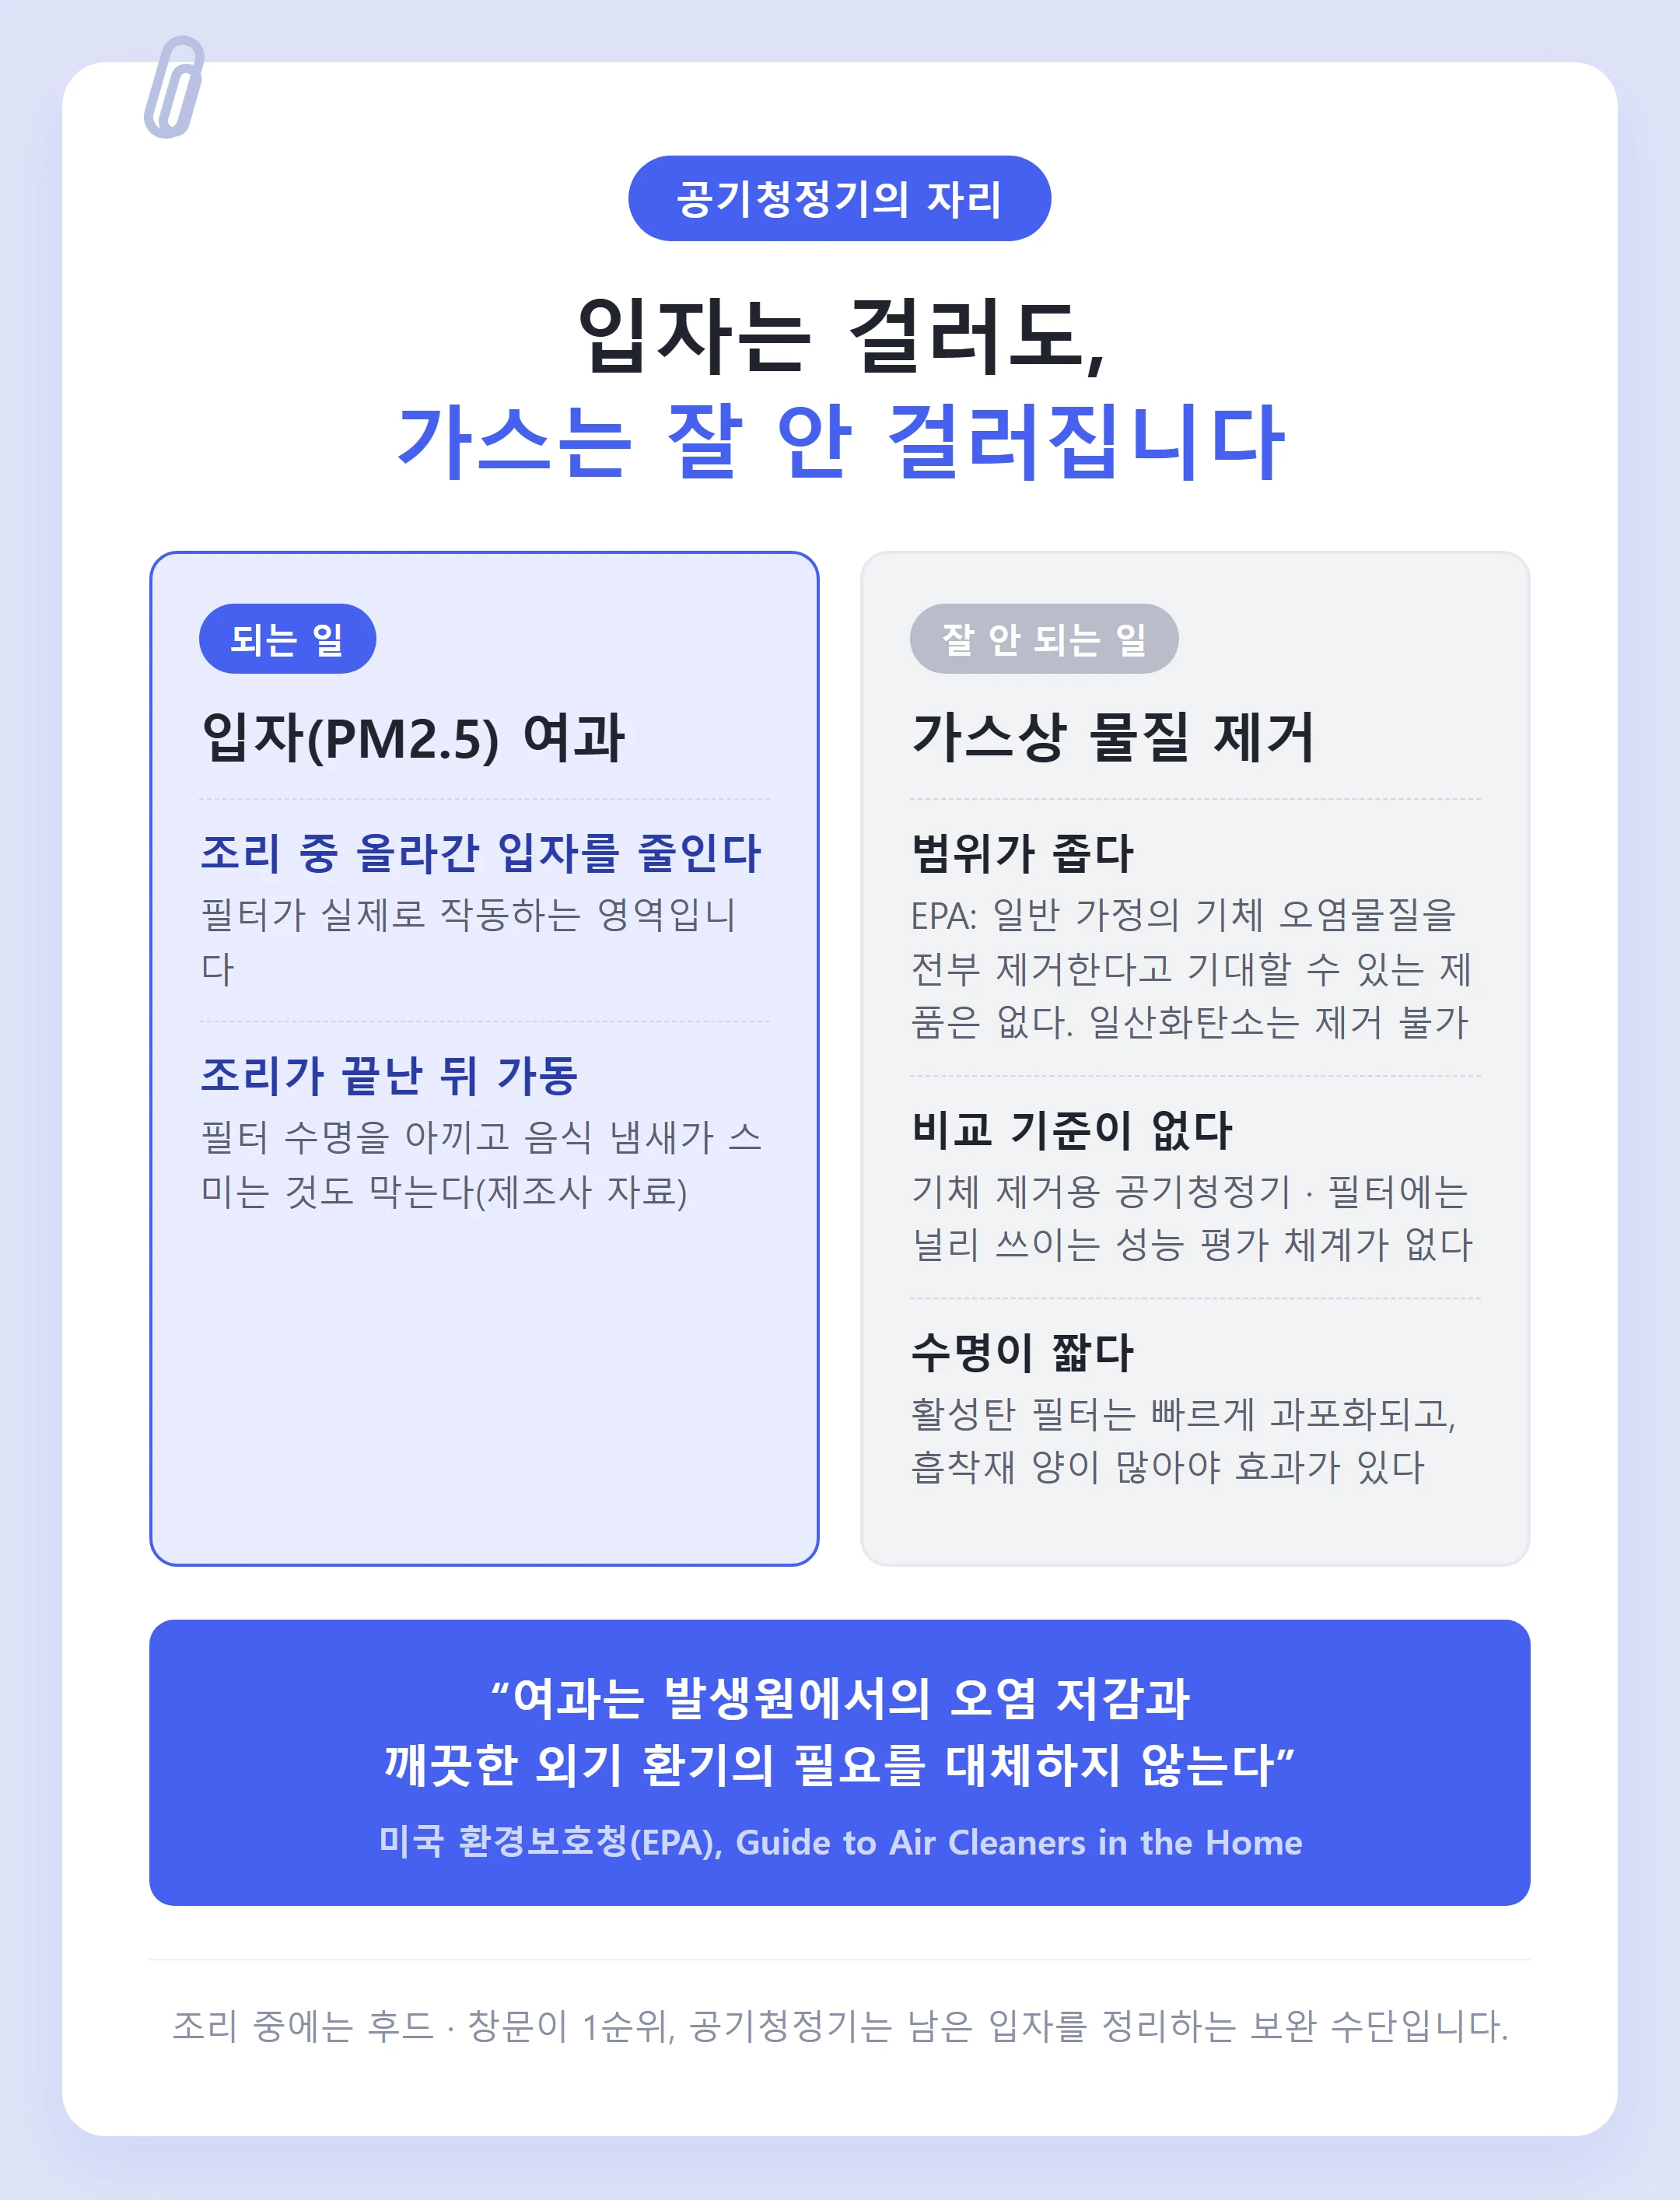 공기청정기의 자리
입자는 걸러도,
가스는 잘 안 걸러집니다
되는 일
입자(PM2.5) 여과
조리 중 올라간 입자를 줄인다
필터가 실제로 작동하는 영역입니
다
조리가 끝난 뒤 가동
필터 수명을 아끼고 음식 냄새가 스
미는 것도 막는다(제조사 자료)
잘 안 되는 일
가스상 물질 제거
범위가 좁다
EPA: 일반 가정의 기체 오염물질을
전부 제거한다고 기대할 수 있는 제
품은 없다. 일산화탄소는 제거 불가
비교 기준이 없다
기체 제거용 공기청정기 · 필터에는
널리 쓰이는 성능 평가 체계가 없다
수명이 짧다
활성탄 필터는 빠르게 과포화되고,
흡착재 양이 많아야 효과가 있다
“여과는 발생원에서의 오염 저감과
깨끗한 외기 환기의 필요를 대체하지 않는다”
미국 환경보호청(EPA), Guide to Air Cleaners in the Home
조리 중에는 후드 · 창문이 1순위, 공기청정기는 남은 입자를 정리하는 보완 수단입니다.